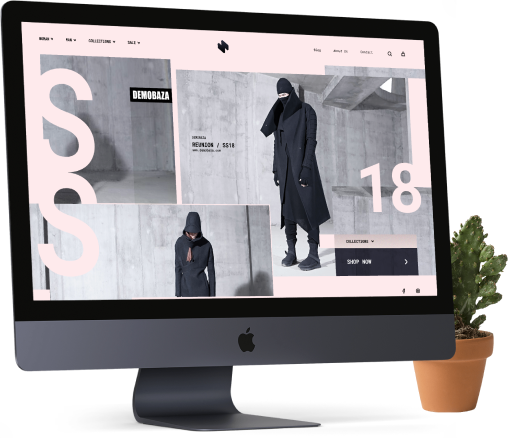 WOMAN MAN COLLECTIONS SALE
Blog About Us Contact
SS
DEMOBAZA
DEMOBAZA
REUNION / SS18
www.demobaza.com
18
COLLECTIONS
SHOP NOW